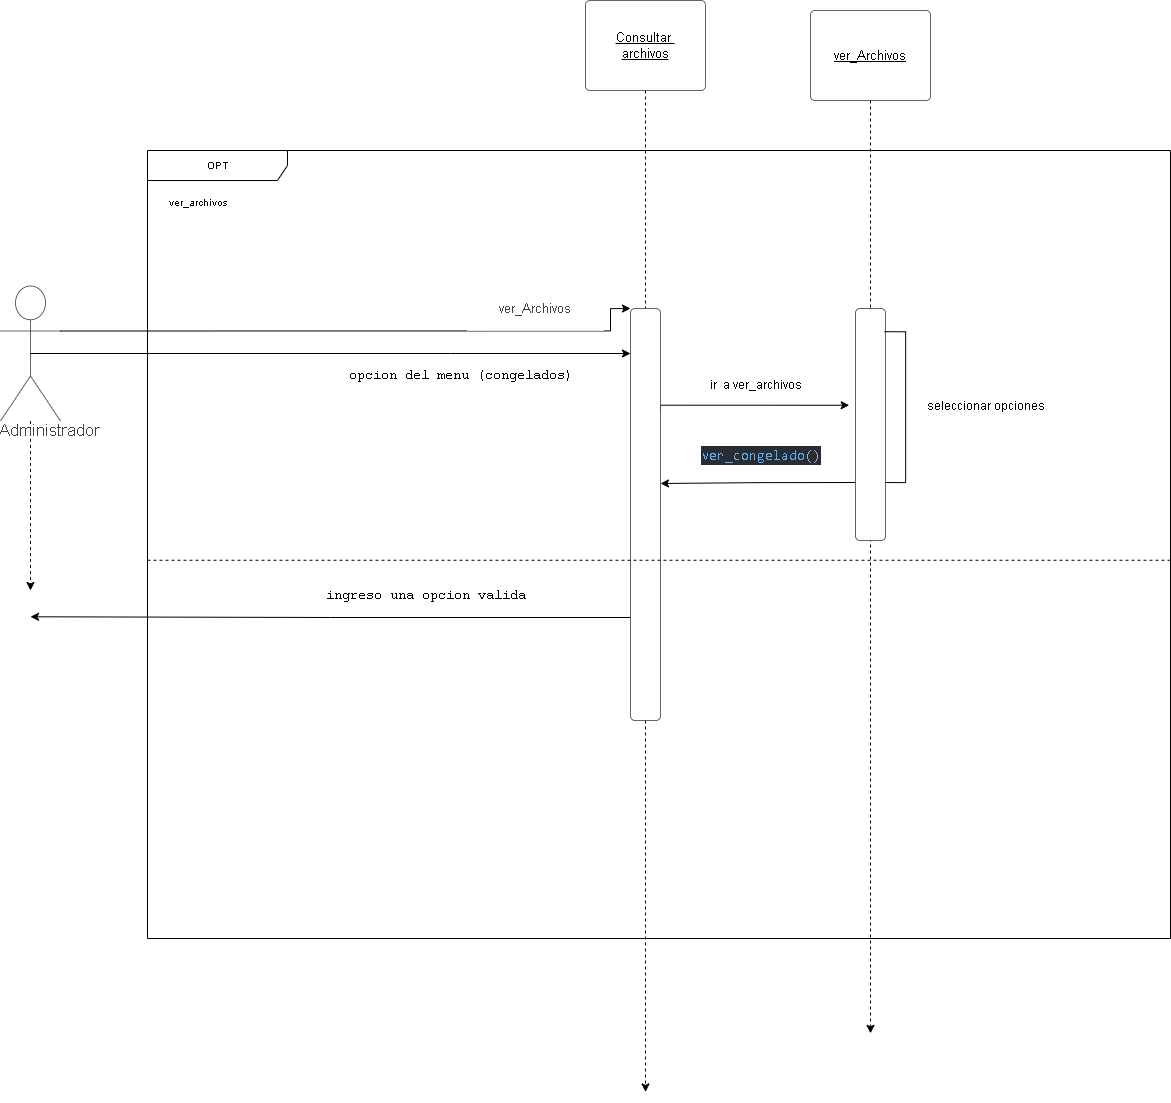 Consultar
archivos
ver_Archivos
OPT
ver_archivos
ver_Archivos
opcion del menu (congelados)
ir a ver_archivos
seleccionar opciones
Administrador
ver_congelado()
ingreso una opcion valida